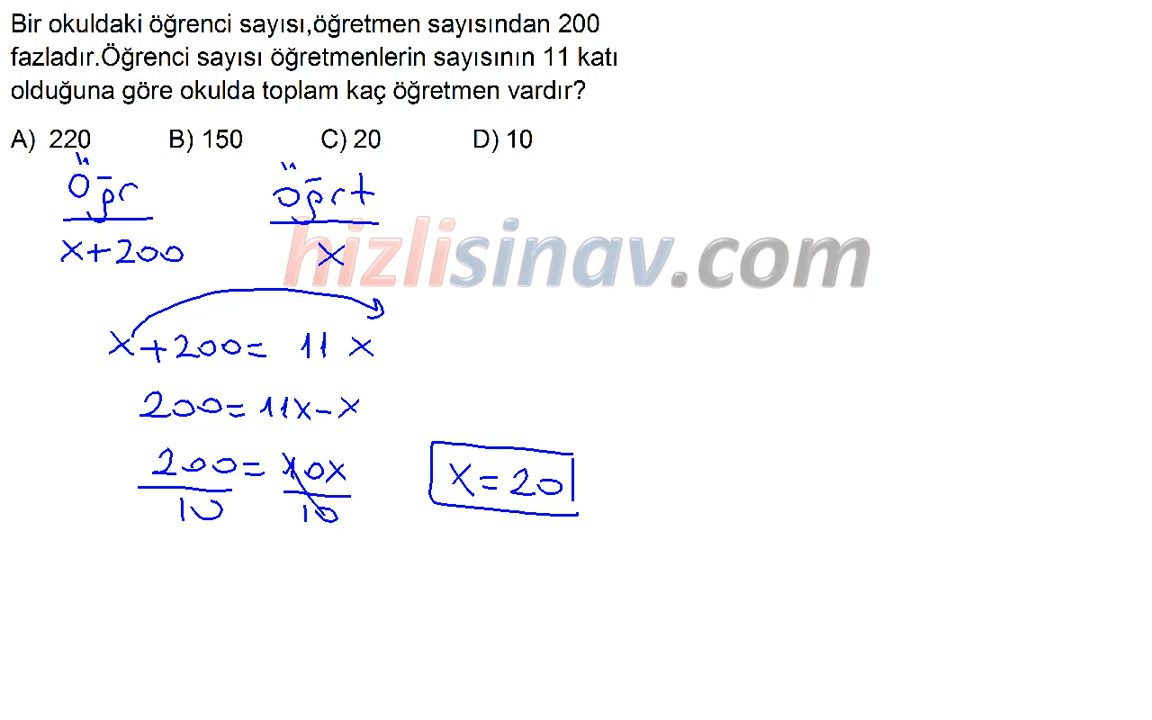 Bir okuldaki öğrenci sayısı,öğretmen sayısından 200
fazladır.Öğrenci sayısı öğretmenlerin sayısının 11 katı
olduğuna göre okulda toplam kaç öğretmen vardır?
A) 220 B) 150 C) 20 D) 10
Öğr Öğrt
x+200 x
hizlisinav.com
x+200= 11 x
200= 11x-x
200= 10x
10 10
x=20